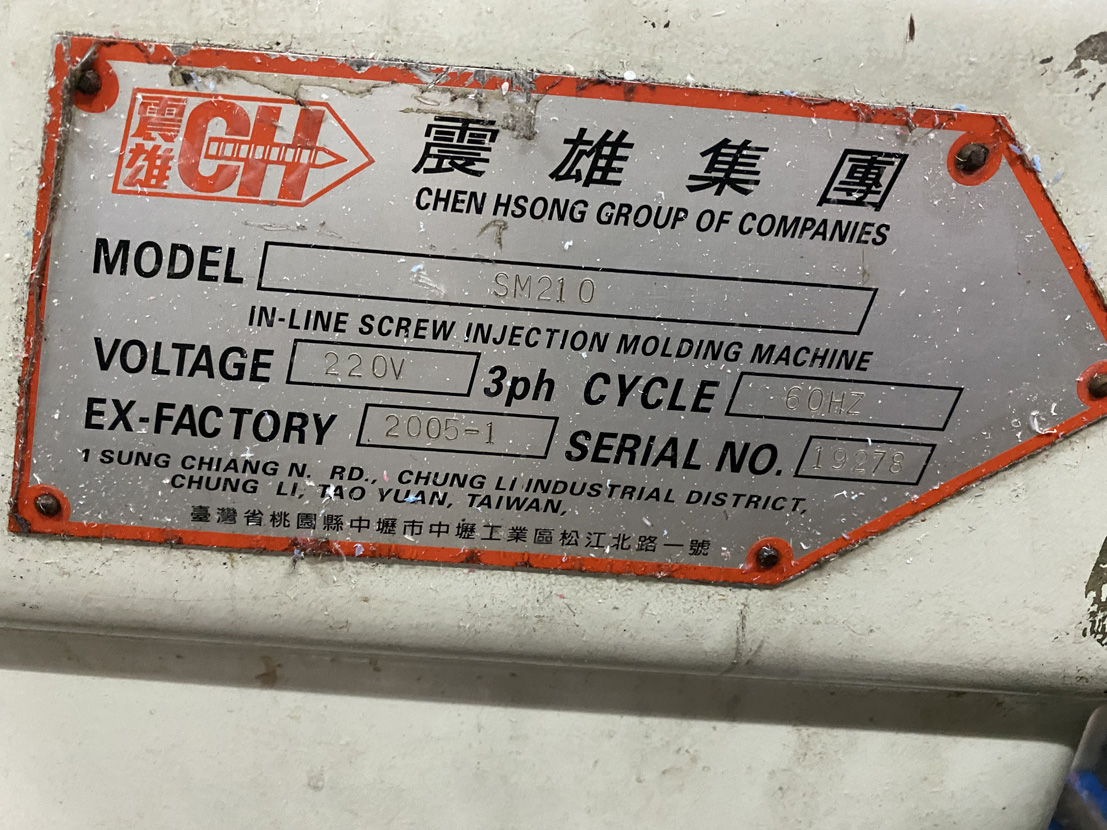 震雄 CH 震雄集團
CHEN HSONG GROUP OF COMPANIES
MODEL SM210
IN-LINE SCREW INJECTION MOLDING MACHINE
VOLTAGE 220V 3ph CYCLE 60HZ
EX-FACTORY 2005-1 SERIAL NO. 19278
1 SUNG CHIANG N. RD., CHUNG LI INDUSTRIAL DISTRICT,
CHUNG LI, TAO YUAN, TAIWAN,
臺灣省桃園縣中壢市中壢工業區松江北路一號